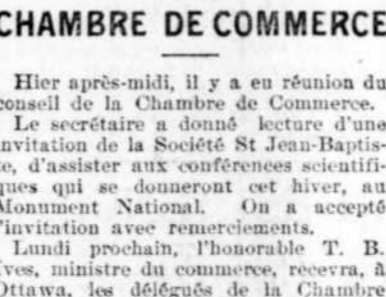 CHAMBRE DE COMMERCE
Hier après-midi, il y a eu réunion du
conseil de la Chambre de Commerce.
Le secrétaire a donné lecture d'une
invitation de la Société St Jean-Baptis-
te, d'assister aux conférences scientifi-
ques qui se donneront cet hiver, au
Monument National. On a accepté
l'invitation avec remerciements.
Lundi prochain, l'honorable T. B.
Ives, ministre du commerce, recevra, à
Ottawa, les délégués de la Chambre